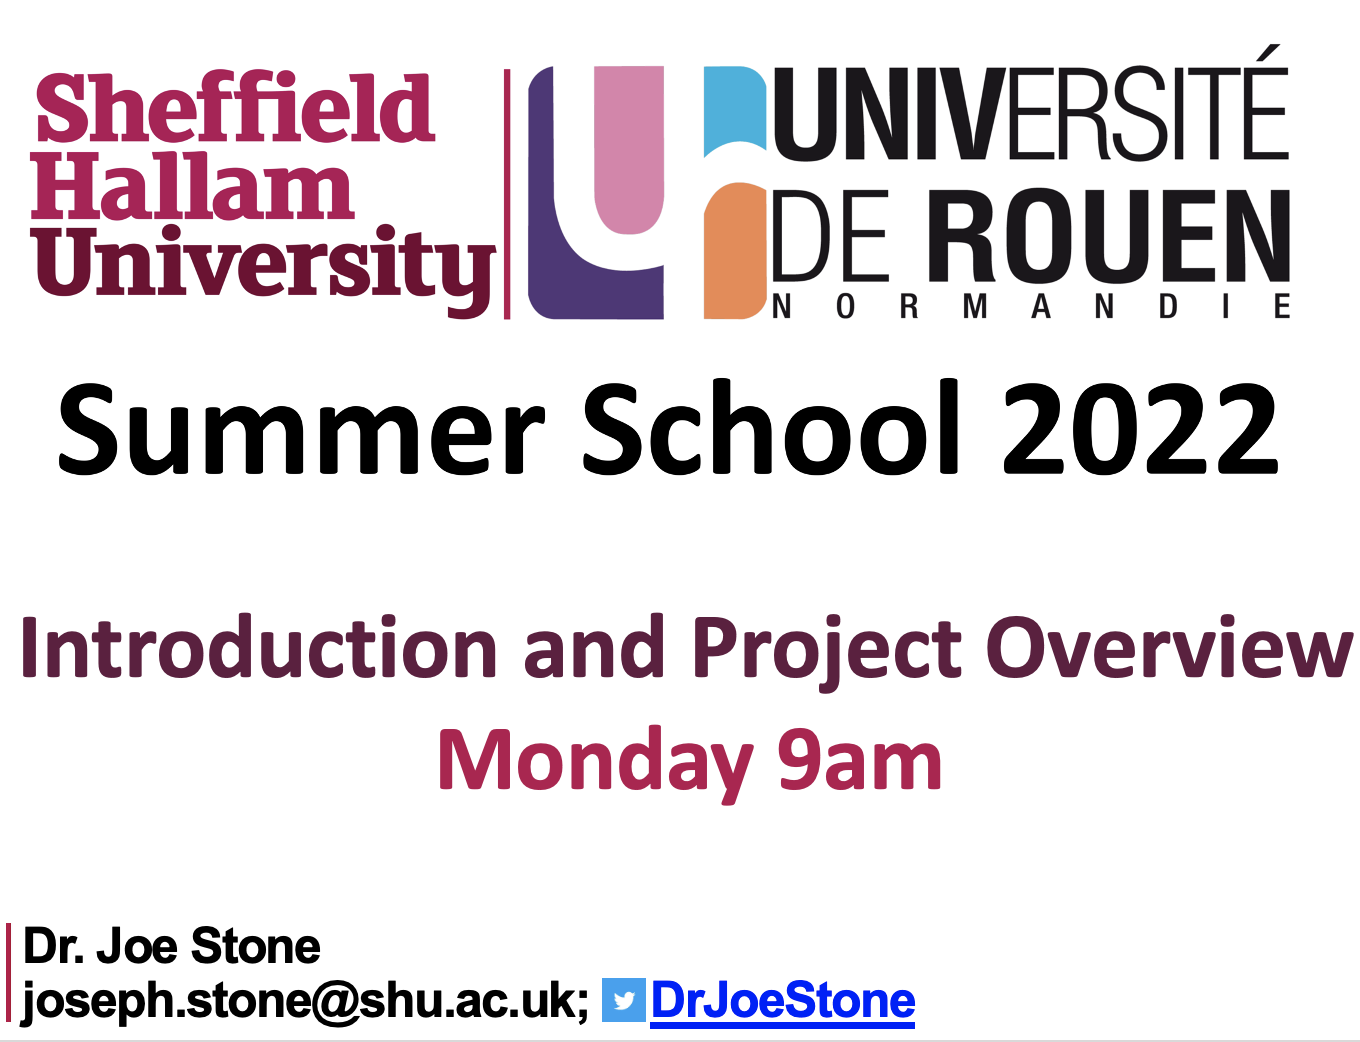 Sheffield
Hallam
University
UNIVERSITÉ
DE ROUEN
NORMANDIE
Summer School 2022
Introduction and Project Overview
Monday 9am
Dr. Joe Stone
joseph.stone@shu.ac.uk; DrJoeStone